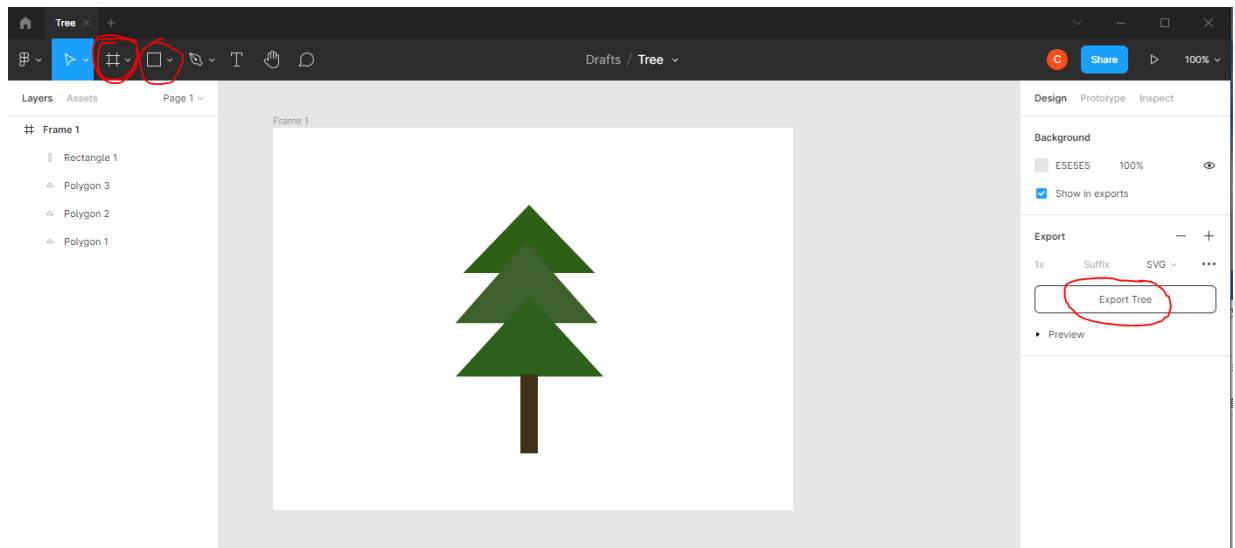 Tree
Drafts / Tree
C
Share
100%
Layers Assets Page 1
Frame 1
Rectangle 1
Polygon 3
Polygon 2
Polygon 1
Frame 1
Design Prototype Inspect
Background
E5E5E5 100%
Show in exports
Export
1x Suffix SVG
Export Tree
Preview